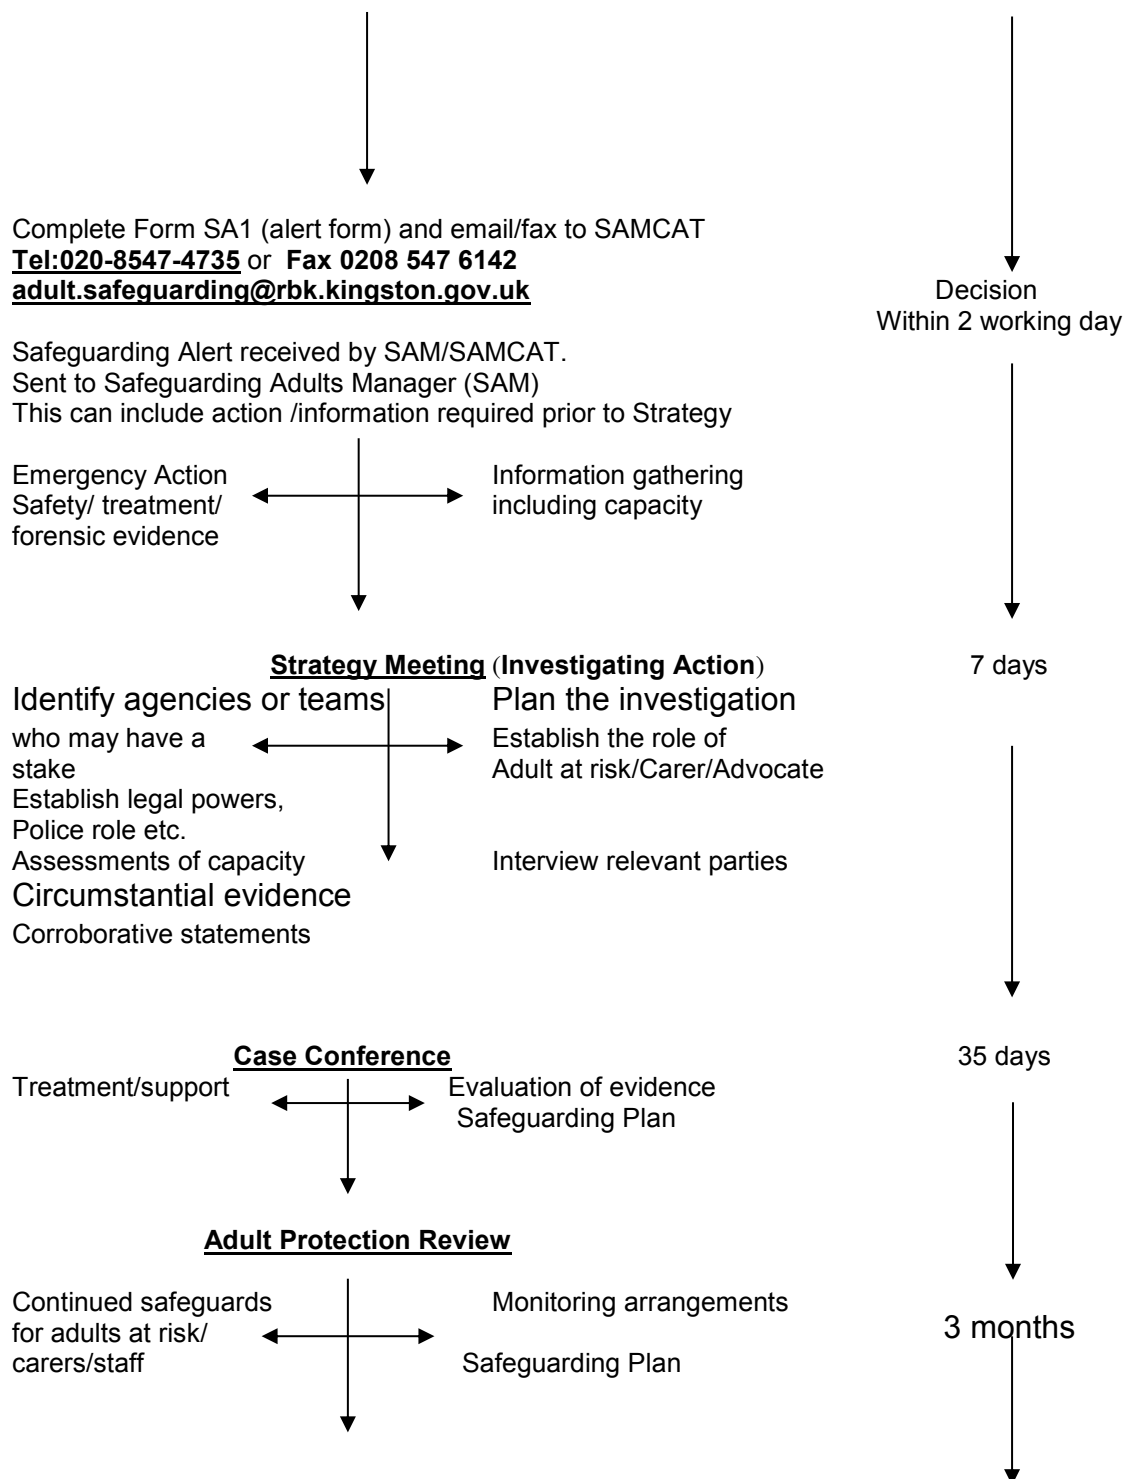 Complete Form SA1 (alert form) and email/fax to SAMCAT
Tel:020-8547-4735 or Fax 0208 547 6142
adult.safeguarding@rbk.kingston.gov.uk
Decision
Within 2 working day
Safeguarding Alert received by SAM/SAMCAT.
Sent to Safeguarding Adults Manager (SAM)
This can include action /information required prior to Strategy
Emergency Action
Safety/ treatment/
forensic evidence
Information gathering
including capacity
Strategy Meeting (Investigating Action)
7 days
Identify agencies or teams
who may have a
stake
Establish legal powers,
Police role etc.
Assessments of capacity
Circumstantial evidence
Corroborative statements
Plan the investigation
Establish the role of
Adult at risk/Carer/Advocate
Interview relevant parties
Case Conference
35 days
Treatment/support
Evaluation of evidence
Safeguarding Plan
Adult Protection Review
Continued safeguards
for adults at risk/
carers/staff
Monitoring arrangements
Safeguarding Plan
3 months